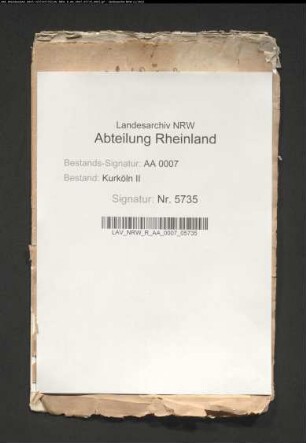 Landesarchiv NRW
Abteilung Rheinland
Bestands-Signatur: AA 0007
Bestand: Kurköln II
Signatur: Nr. 5735
LAV_NRW_R_AA_0007_05735